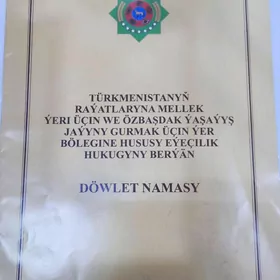 TÜRKMENISTANYŇ
RAÝATLARYNA MELLEK
ÝERI ÜÇIN WE ÖZBAŞDAK ÝAŞAÝYŞ
JAÝYNY GURMAK ÜÇIN ÝER
BÖLEGINE HUSUSY EÝEÇILIK
HUKUGYNY BERÝÄN
DÖWLET NAMASY